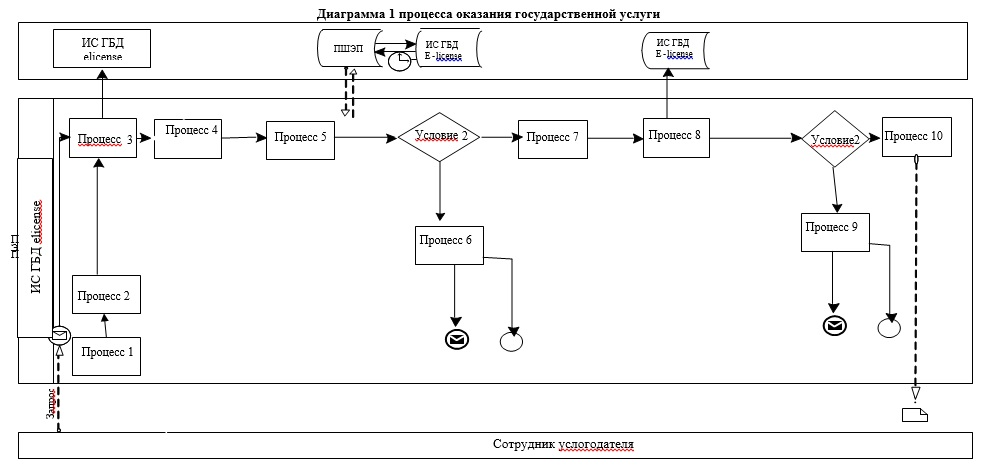 Диаграмма 1 процесса оказания государственной услуги
ИС ГБД
elicense
ПШЭП
ИС ГБД
E -license
ИС ГБД
E -license
Процесс 3
Процесс 4
Процесс 5
Условие 2
Процесс 7
Процесс 8
Условие2
Процесс 10
ИС ГБД elicense
Процесс 6
Процесс 9
Процесс 2
Процесс 1
Запрос
Сотрудник услогодателя